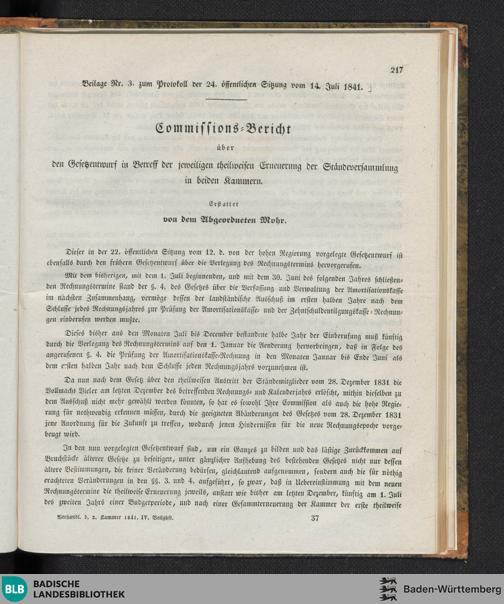 217
Beilage Nr. 3. zum Protokoll der 24. öffentlichen Sitzung vom 14. Juli 1841.
Commissions-Bericht
über
den Gesetzentwurf in Betreff der jeweiligen theilweisen Erneuerung der Ständeversammlung
in beiden Kammern.
Erstattet
von dem Abgeordneten Mohr.
Dieser in der 22. öffentlichen Sitzung vom 12. d. von der hohen Regierung vorgelegte Gesetzentwurf ist
ebenfalls durch den frühern Gesetzentwurf über die Verlegung des Rechnungstermins hervorgerufen.
Mit dem bisherigen, mit dem 1. Juli beginnenden, und mit dem 30. Juni des folgenden Jahres schließen-
den Rechnungstermine stand der §. 4. des Gesetzes über die Verfassung und Verwaltung der Amortisationskasse
im nächsten Zusammenhang, vermöge dessen der landständische Ausschuß im ersten halben Jahre nach dem
Schlusse jedes Rechnungsjahres zur Prüfung der Amortisationskasse- und der Zehntschuldentilgungskasse-Rechnun-
gen einberufen werden mußte.
Dieses bisher aus den Monaten Juli bis December bestandene halbe Jahr der Einberufung muß künftig
durch die Verlegung des Rechnungstermins auf den 1. Januar die Aenderung hervorbringen, daß in Folge des
angerufenen §. 4. die Prüfung der Amortisationskasse-Rechnung in den Monaten Januar bis Ende Juni als
dem ersten halben Jahr nach dem Schlusse jeden Rechnungsjahrs vorzunehmen ist.
Da nun nach dem Gesetz über den theilweisen Austritt der Ständemitglieder vom 28. Dezember 1831 die
Vollmacht Vieler am letzten Dezember des betreffenden Rechnungs- und Kalenderjahrs erlöscht, mithin dieselben zu
dem Ausschuß nicht mehr gewählt werden konnten, so hat es sowohl Ihre Commission als auch die hohe Regie-
rung für nothwendig erkennen müssen, durch die geeigneten Abänderungen des Gesetzes vom 28. Dezember 1831
jene Anordnung für die Zukunft zu treffen, wodurch jenen Hindernissen für die neue Rechnungsepoche vorge-
beugt wird.
In den nun vorgelegten Gesetzentwurf sind, um ein Ganzes zu bilden und das lästige Zurückkommen auf
Bruchstücke älterer Gesetze zu beseitigen, unter gänzlicher Aufhebung des bestehenden Gesetzes nicht nur dessen
ältere Bestimmungen, die keiner Veränderung bedürfen, gleichlautend aufgenommen, sondern auch die für nöthig
erachteten Veränderungen in den §§. 3. und 4. ausgeführt, so zwar, daß in Uebereinstimmung mit dem neuen
Rechnungstermine die theilweise Erneuerung jeweils, anstatt wie bisher am letzten Dezember, künftig am 1. Juli
des zweiten Jahrs einer Budgetperiode, und nach einer Gesammterneuerung der Kammer der erste theilweise
Verhandl. d. 2. Kammer 1841. IV. Beilghft.
37
BLB BADISCHE
LANDESBIBLIOTHEK
Baden-Württemberg